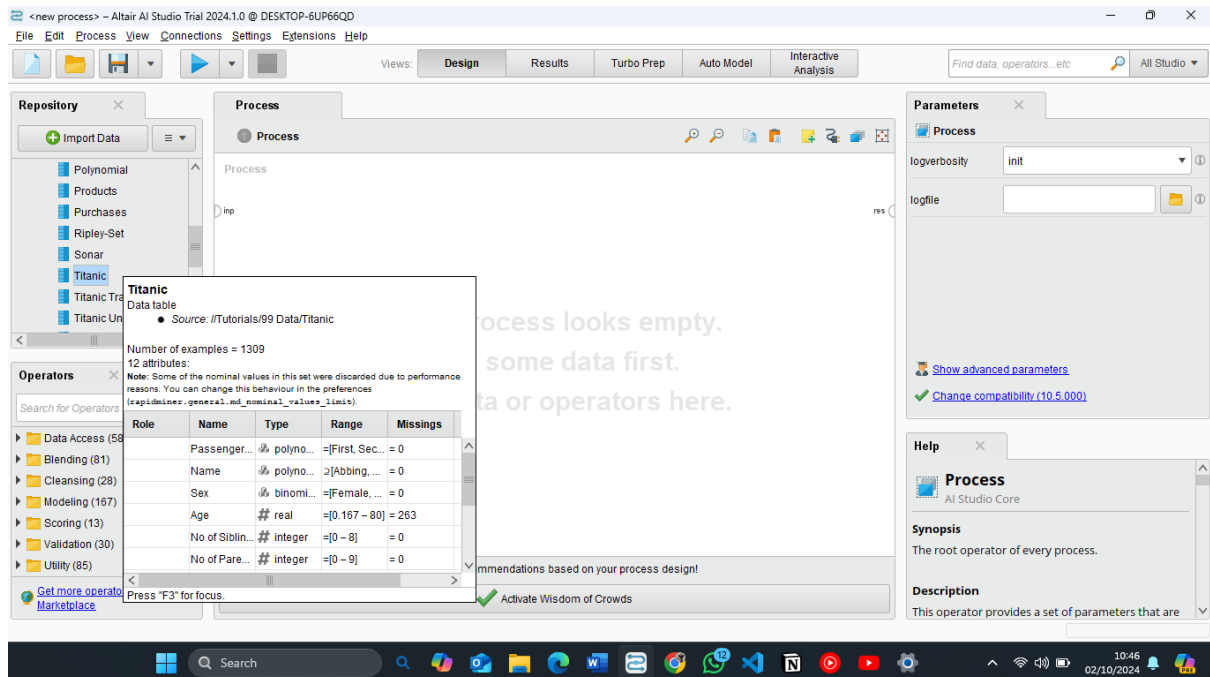 <new process> – Altair AI Studio Trial 2024.1.0 @ DESKTOP-6UP66QD
File Edit Process View Connections Settings Extensions Help
Views: Design Results Turbo Prep Auto Model Interactive Analysis
Find data, operators...etc All Studio
Repository
Import Data
Polynomial
Products
Purchases
Ripley-Set
Sonar
Titanic
Titanic Tra
Titanic Un
Operators
Search for Operators
Data Access (58
Blending (81)
Cleansing (28)
Modeling (167)
Scoring (13)
Validation (30)
Utility (85)
Get more operato
Marketplace
Process
Process
Process
inp
res
ocess looks empty.
some data first.
ta or operators here.
Titanic
Data table
Source: //Tutorials/99 Data/Titanic
Number of examples = 1309
12 attributes:
Note: Some of the nominal values in this set were discarded due to performance
reasons. You can change this behaviour in the preferences
(rapidminer.general.md_nominal_values_limit).
Role Name Type Range Missings
Passenger... polyno... =[First, Sec... = 0
Name polyno... ⊇[Abbing, ... = 0
Sex binomi... =[Female, ... = 0
Age # real =[0.167 – 80] = 263
No of Siblin... # integer =[0 – 8] = 0
No of Pare... # integer =[0 – 9] = 0
Press "F3" for focus.
mmendations based on your process design!
Activate Wisdom of Crowds
Parameters
Process
logverbosity init
logfile
Show advanced parameters
Change compatibility (10.5.000)
Help
Process
AI Studio Core
Synopsis
The root operator of every process.
Description
This operator provides a set of parameters that are
Search
12
10:46
02/10/2024
PRE